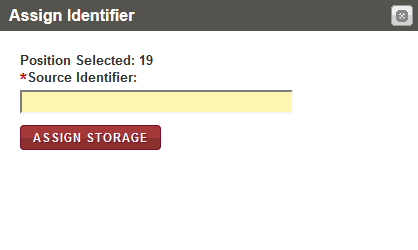 Assign Identifier
Position Selected: 19
*Source Identifier:
ASSIGN STORAGE